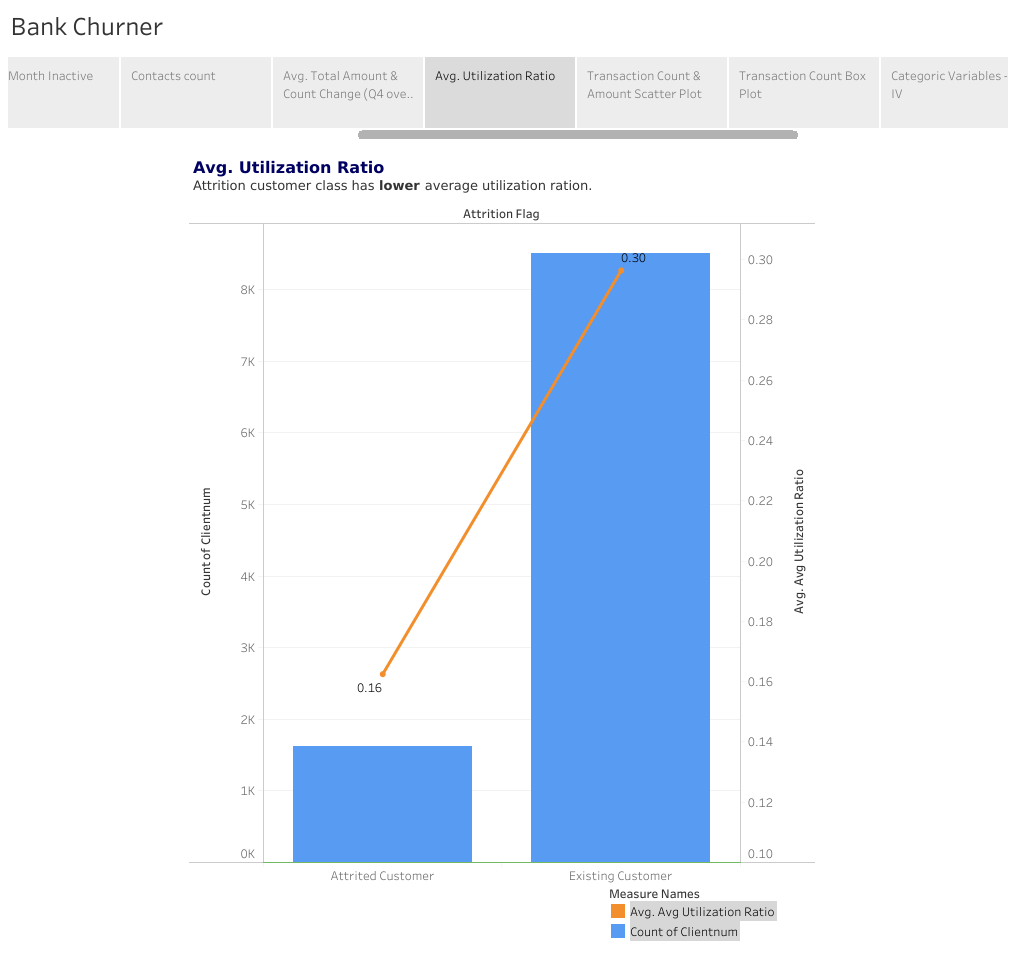 Bank Churner
Month Inactive
Contacts count
Avg. Total Amount &
Count Change (Q4 ove..
Avg. Utilization Ratio
Transaction Count &
Amount Scatter Plot
Transaction Count Box
Plot
Categoric Variables -
IV
Avg. Utilization Ratio
Attrition customer class has lower average utilization ration.
Attrition Flag
8K
7K
6K
5K
4K
3K
2K
1K
0K
Count of Clientnum
0.30
0.16
0.30
0.28
0.26
0.24
0.22
0.20
0.18
0.16
0.14
0.12
0.10
Avg. Avg Utilization Ratio
Attrited Customer
Existing Customer
Measure Names
Avg. Avg Utilization Ratio
Count of Clientnum